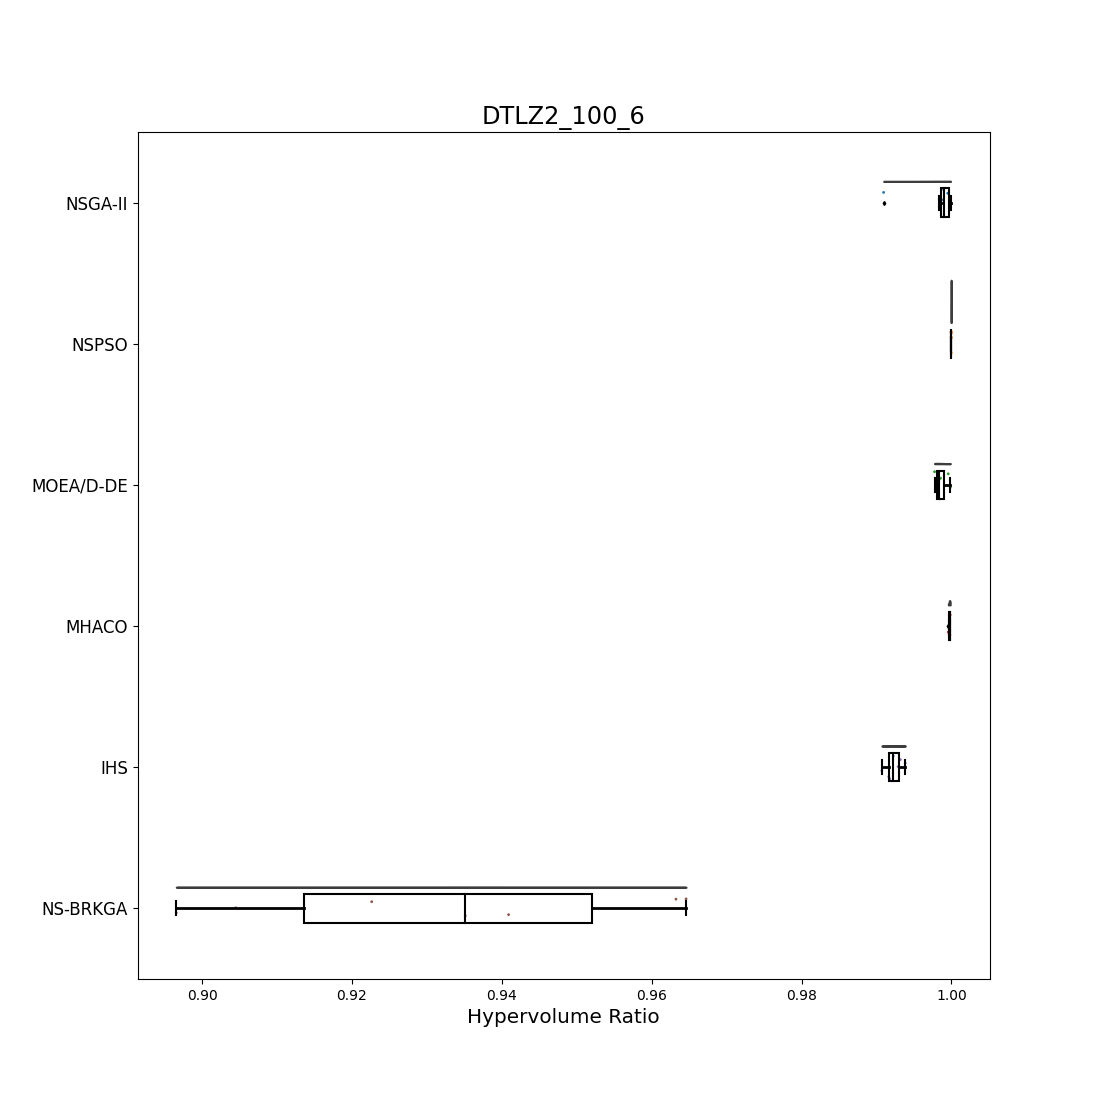 DTLZ2_100_6
NSGA-II
NSPSO
MOEA/D-DE
MHACO
IHS
NS-BRKGA
0.90 0.92 0.94 0.96 0.98 1.00
Hypervolume Ratio